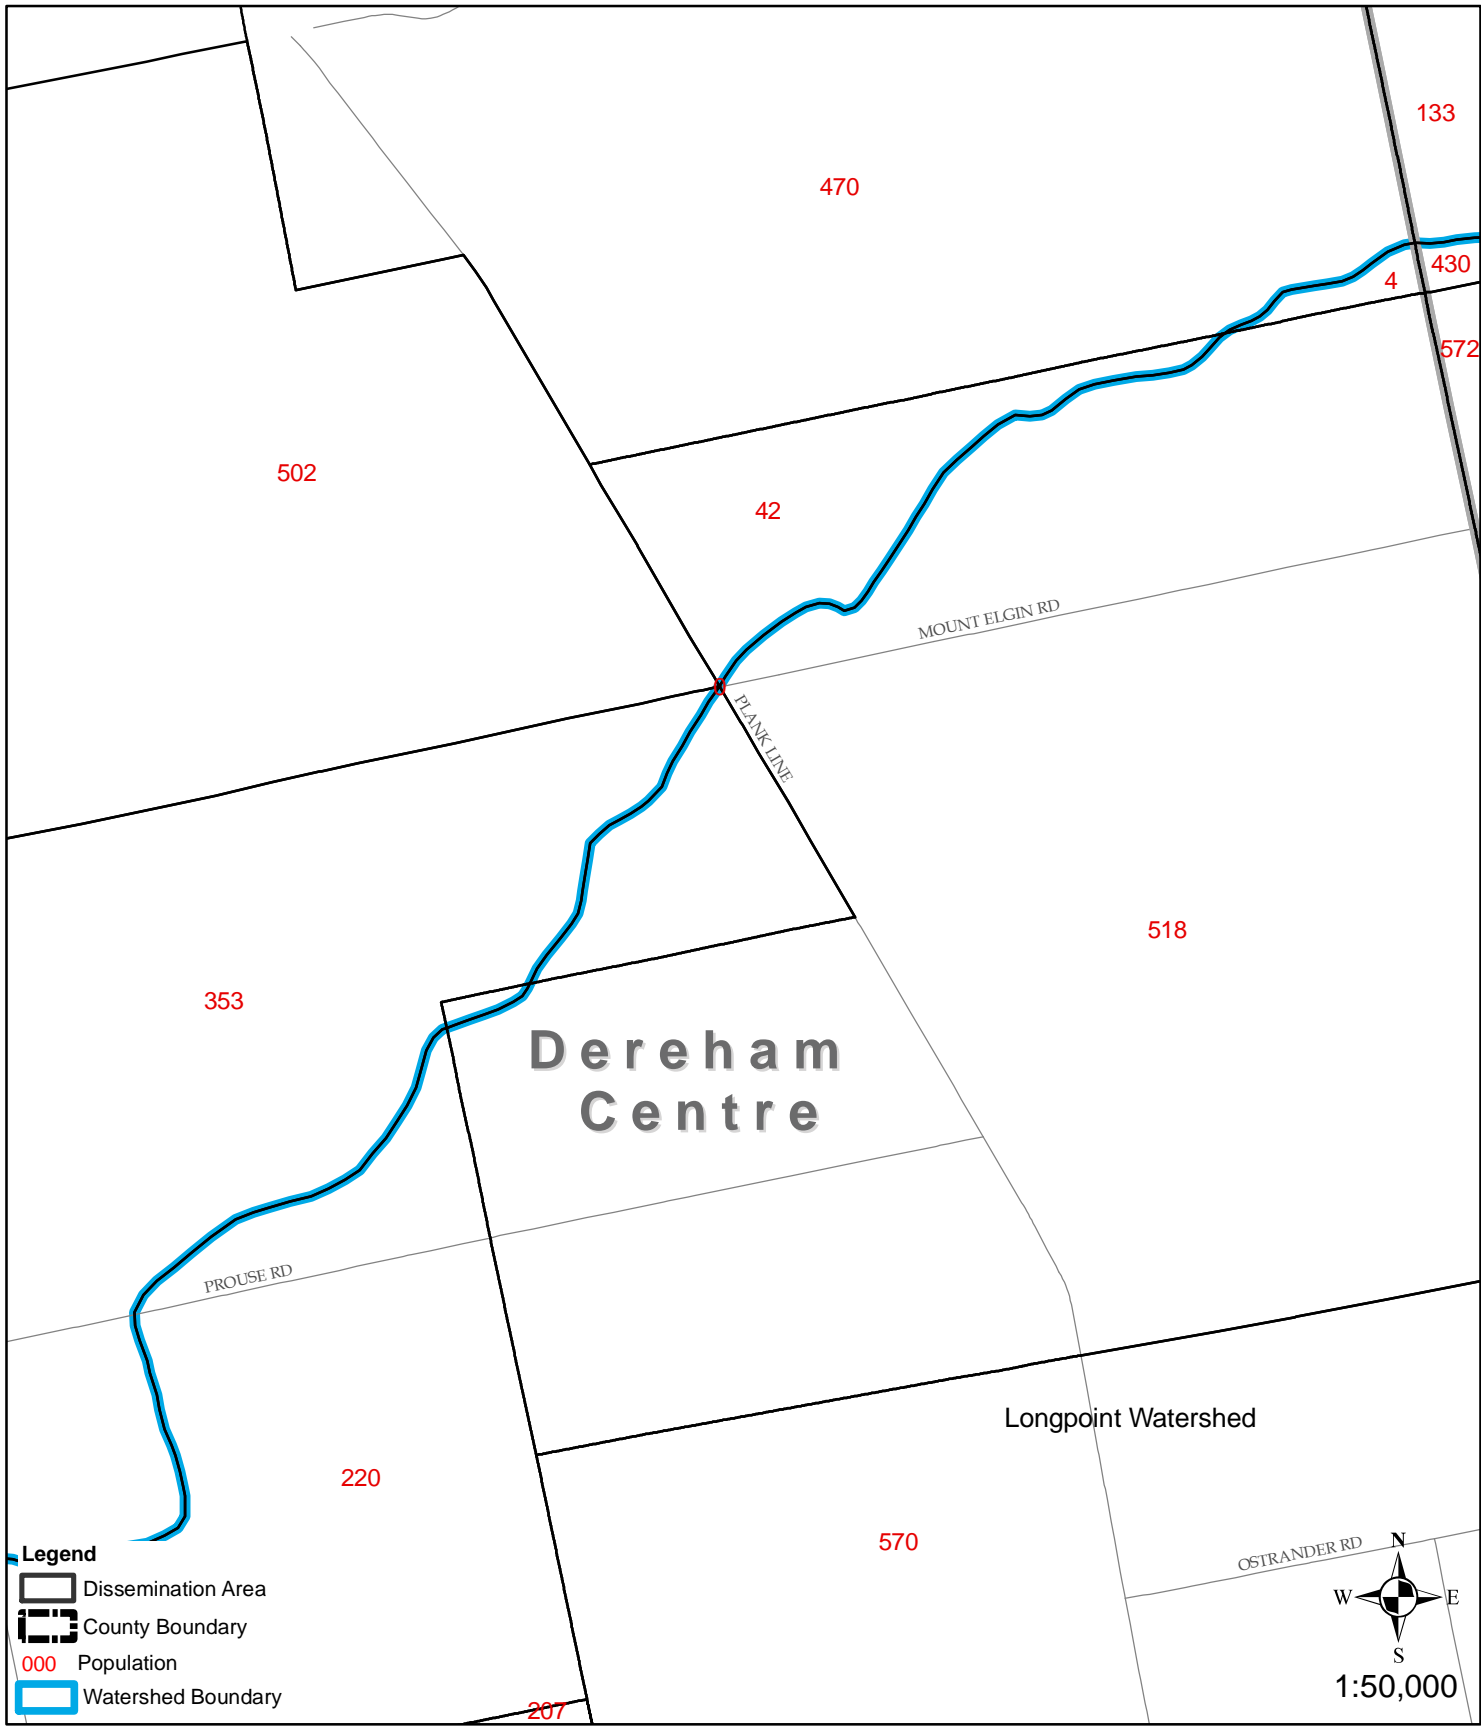 133
470
430
4
572
502
42
MOUNT ELGIN RD
0
PLANK LINE
518
353
Dereham
Centre
PROUSE RD
Longpoint Watershed
220
570
OSTRANDER RD
N
W
E
S
1:50,000
Legend
Dissemination Area
County Boundary
000 Population
Watershed Boundary
207